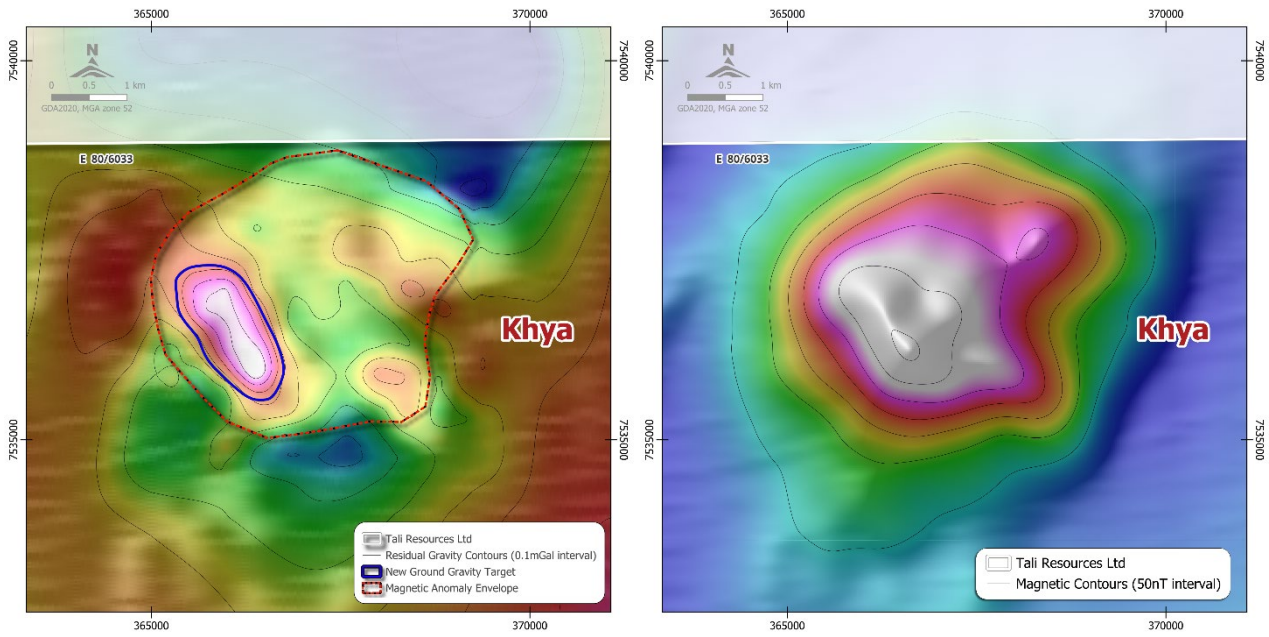 365000
370000
7540000
7540000
N
0 0.5 1 km
GDA2020, MGA zone 52
E 80/6033
Khya
7535000
7535000
Tali Resources Ltd
Residual Gravity Contours (0.1mGal interval)
New Ground Gravity Target
Magnetic Anomaly Envelope
365000
370000
365000
370000
7540000
7540000
N
0 0.5 1 km
GDA2020, MGA zone 52
E 80/6033
Khya
7535000
7535000
Tali Resources Ltd
Magnetic Contours (50nT interval)
365000
370000